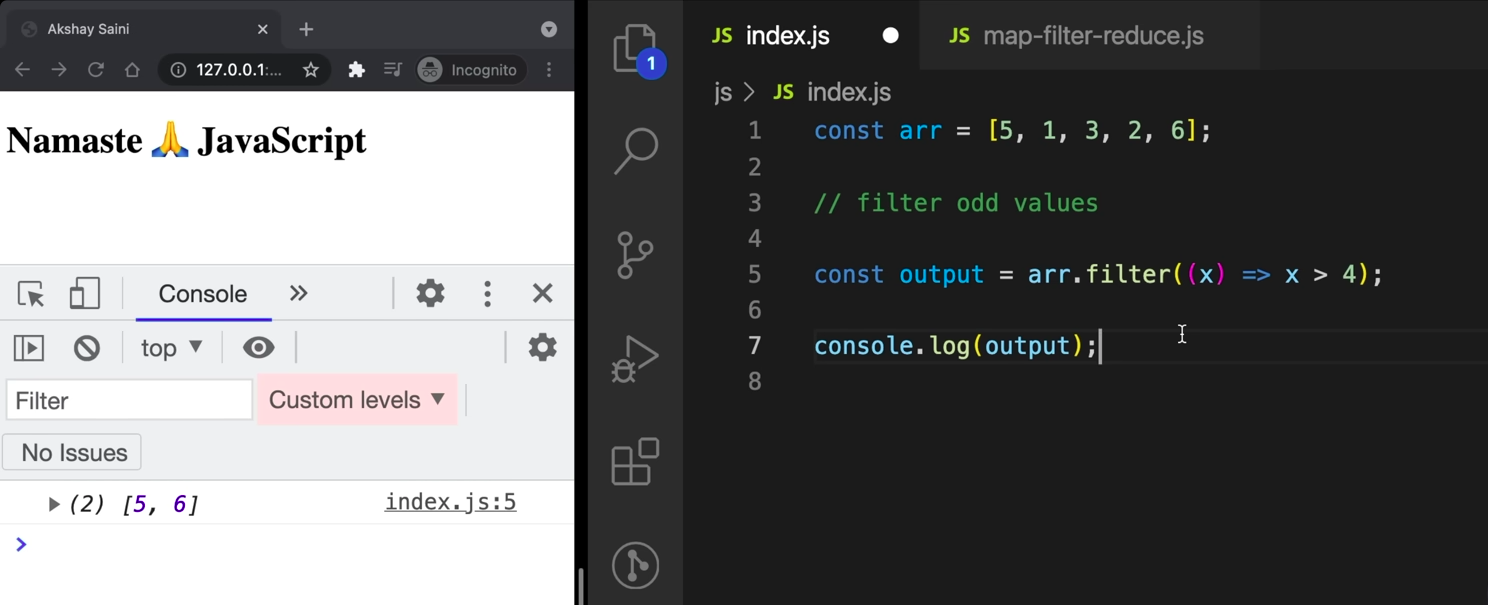 Akshay Saini
127.0.0.1:...
Incognito
Namaste 🙏 JavaScript
Console
top
Filter
Custom levels
No Issues
(2) [5, 6]
index.js:5
1
JS index.js
JS map-filter-reduce.js
js > JS index.js
1 const arr = [5, 1, 3, 2, 6];
2
3 // filter odd values
4
5 const output = arr.filter((x) => x > 4);
6
7 console.log(output);
8